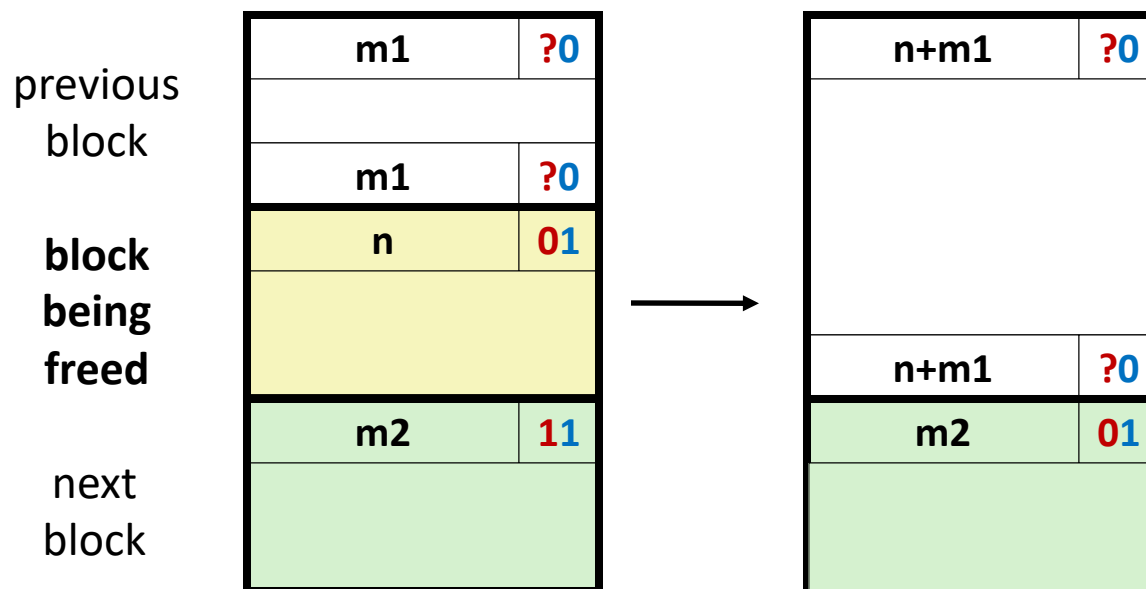 m1 ?0 n+m1 ?0
previous
block
m1 ?0
block
being
freed
n 01
n+m1 ?0
m2 11 m2 01
next
block